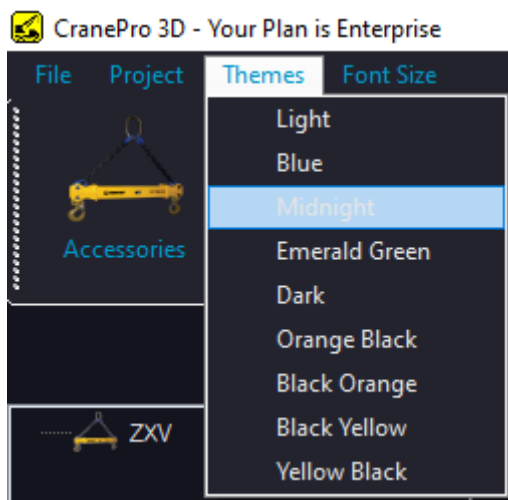 CranePro 3D - Your Plan is Enterprise
File Project Themes Font Size
Light
Blue
Midnight
Emerald Green
Dark
Orange Black
Black Orange
Black Yellow
Yellow Black
Accessories
ZXV